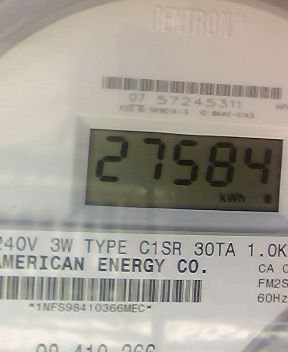 CENTRON®
07 57245311
27584
kWh
240V 3W TYPE C1SR 30TA 1.0K
AMERICAN ENERGY CO.
CA
FM2S
60Hz
*1NFS98410366MEC*
09 410 366